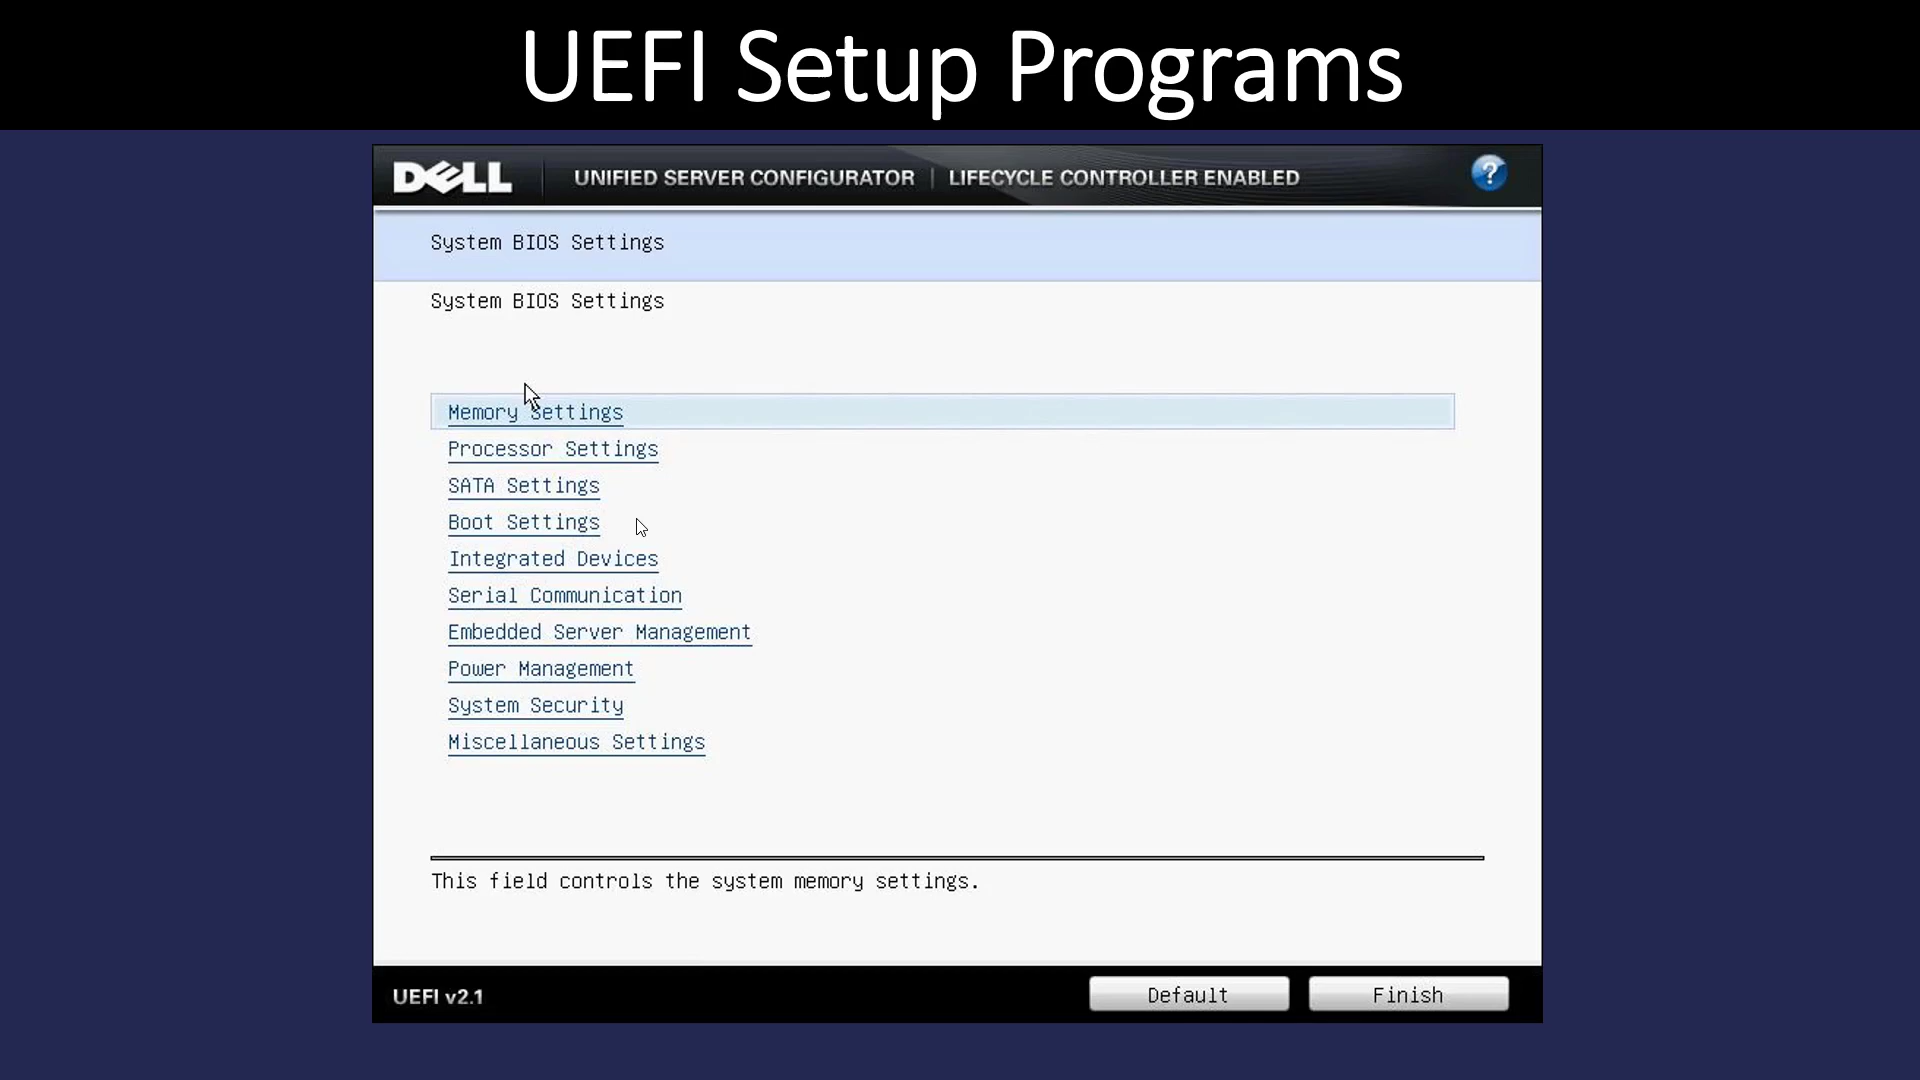 UEFI Setup Programs
DELL UNIFIED SERVER CONFIGURATOR | LIFECYCLE CONTROLLER ENABLED ?
System BIOS Settings
System BIOS Settings
Memory Settings
Processor Settings
SATA Settings
Boot Settings
Integrated Devices
Serial Communication
Embedded Server Management
Power Management
System Security
Miscellaneous Settings
This field controls the system memory settings.
UEFI v2.1 Default Finish